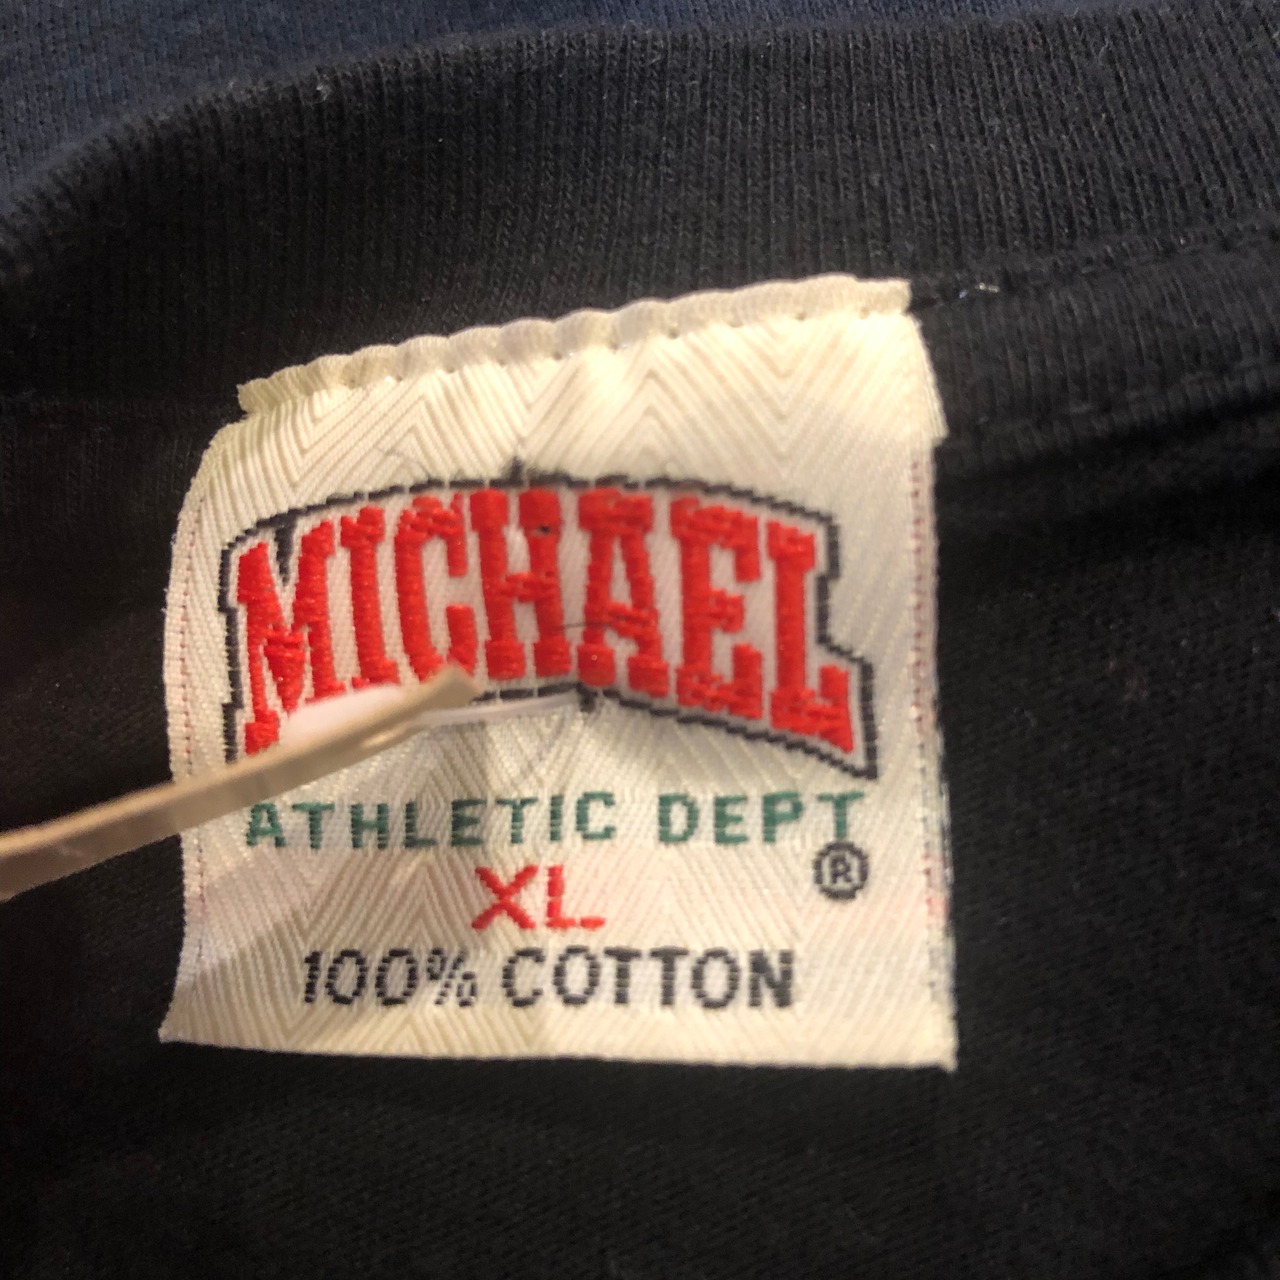 MICHAEL
ATHLETIC DEPT
®
XL
100% COTTON